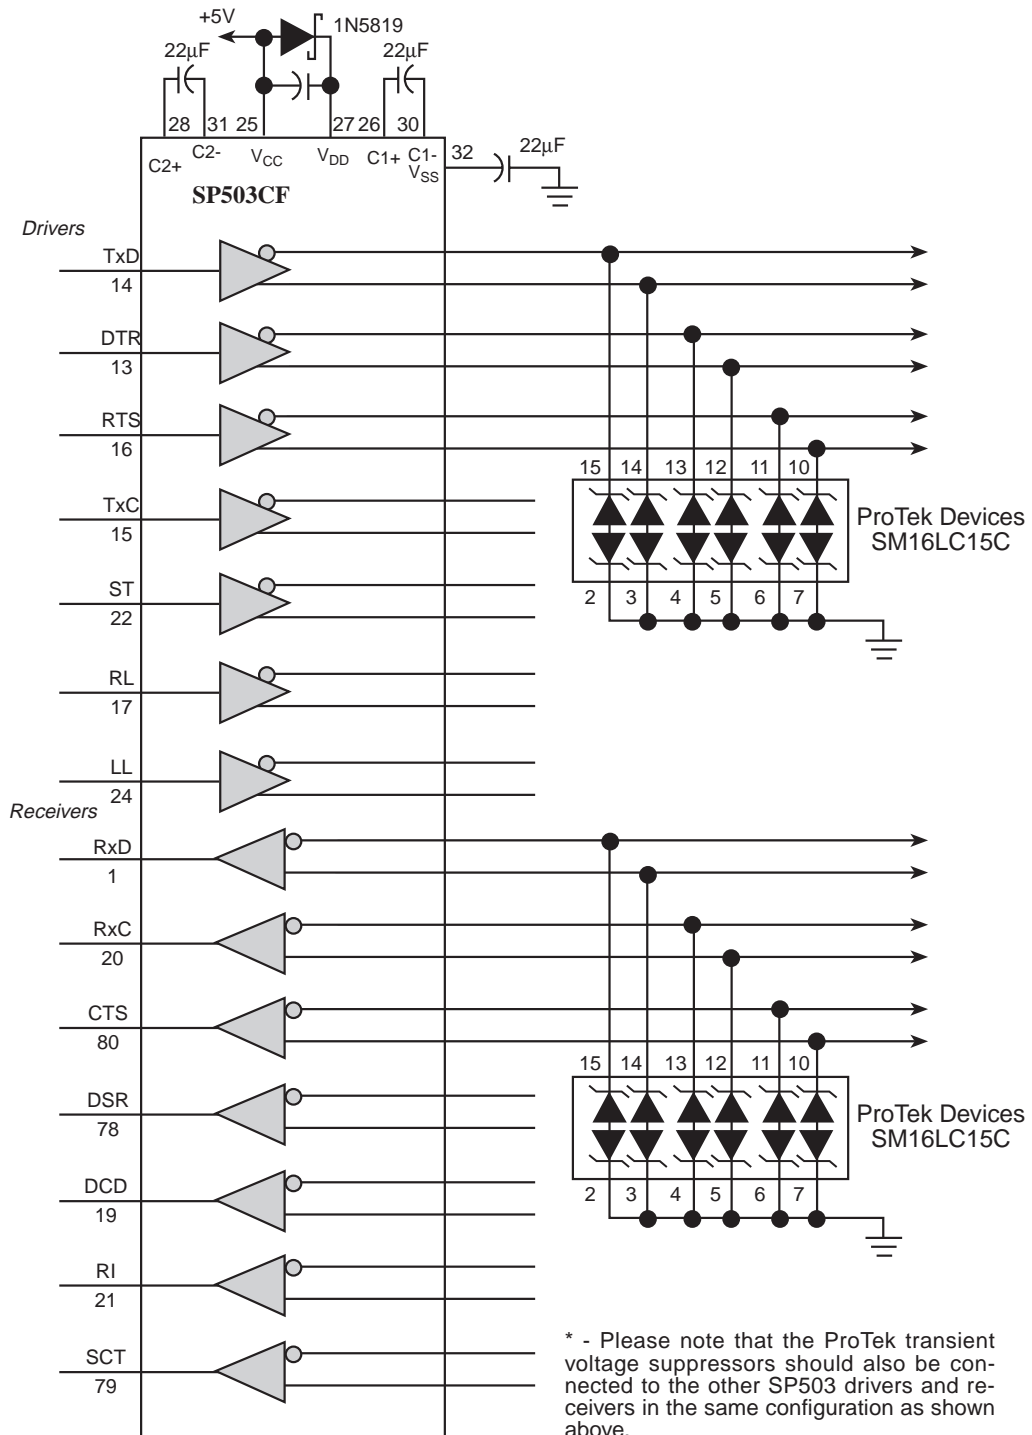 +5V
1N5819
22µF
22µF
28
31
25
27
26
30
C2+
C2-
VCC
VDD
C1+
C1-
VSS
32
22µF
SP503CF
Drivers
TxD
14
DTR
13
RTS
16
15 14 13 12 11 10
TxC
15
ProTek Devices
SM16LC15C
ST
22
2 3 4 5 6 7
RL
17
LL
24
Receivers
RxD
1
RxC
20
CTS
80
15 14 13 12 11 10
DSR
78
ProTek Devices
SM16LC15C
DCD
19
2 3 4 5 6 7
RI
21
SCT
79
* - Please note that the ProTek transient
voltage suppressors should also be con-
nected to the other SP503 drivers and re-
ceivers in the same configuration as shown
above.